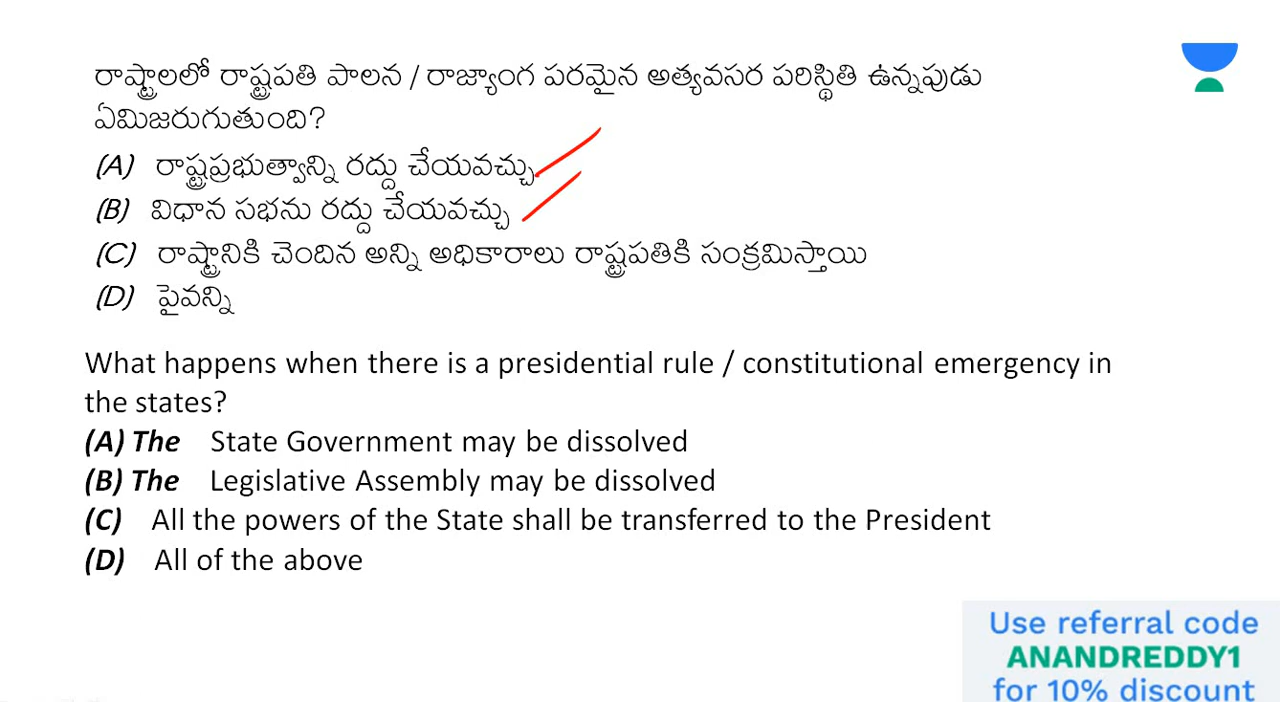 రాష్ట్రాలలో రాష్ట్రపతి పాలన / రాజ్యాంగ పరమైన అత్యవసర పరిస్థితి ఉన్నపుడు
ఏమిజరుగుతుంది?
(A) రాష్ట్రప్రభుత్వాన్ని రద్దు చేయవచ్చు
(B) విధాన సభను రద్దు చేయవచ్చు
(C) రాష్ట్రానికి చెందిన అన్ని అధికారాలు రాష్ట్రపతికి సంక్రమిస్తాయి
(D) పైవన్ని
What happens when there is a presidential rule / constitutional emergency in
the states?
(A) The State Government may be dissolved
(B) The Legislative Assembly may be dissolved
(C) All the powers of the State shall be transferred to the President
(D) All of the above
Use referral code
ANANDREDDY1
for 10% discount